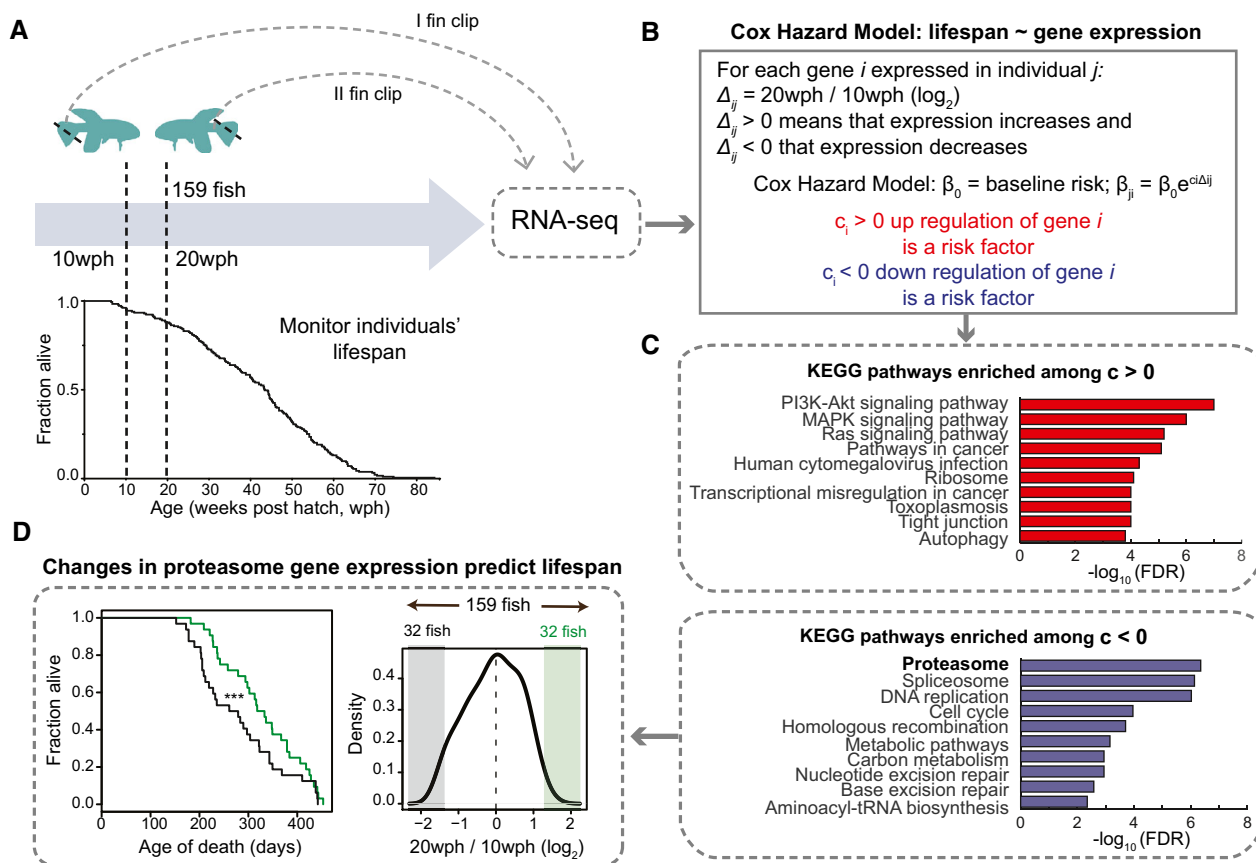 A
I fin clip
II fin clip
159 fish
10wph
20wph
RNA-seq
1.0
0.5
0.0
Fraction alive
Monitor individuals'
lifespan
0 10 20 30 40 50 60 70 80
Age (weeks post hatch, wph)
B
Cox Hazard Model: lifespan ~ gene expression
For each gene i expressed in individual j:
Δij = 20wph / 10wph (log2)
Δij > 0 means that expression increases and
Δij < 0 that expression decreases
Cox Hazard Model: β0 = baseline risk; βji = β0e^ciΔij
ci > 0 up regulation of gene i
is a risk factor
ci < 0 down regulation of gene i
is a risk factor
C
KEGG pathways enriched among c > 0
PI3K-Akt signaling pathway
MAPK signaling pathway
Ras signaling pathway
Pathways in cancer
Human cytomegalovirus infection
Ribosome
Transcriptional misregulation in cancer
Toxoplasmosis
Tight junction
Autophagy
0 2 4 6 8
-log10 (FDR)
KEGG pathways enriched among c < 0
Proteasome
Spliceosome
DNA replication
Cell cycle
Homologous recombination
Metabolic pathways
Carbon metabolism
Nucleotide excision repair
Base excision repair
Aminoacyl-tRNA biosynthesis
0 2 4 6 8
-log10 (FDR)
D
Changes in proteasome gene expression predict lifespan
1.0
0.8
0.6
0.4
0.2
0.0
Fraction alive
***
0 100 200 300 400
Age of death (days)
159 fish
32 fish
32 fish
0.4
0.3
0.2
0.1
0.0
Density
−2 −1 0 1 2
20wph / 10wph (log2)